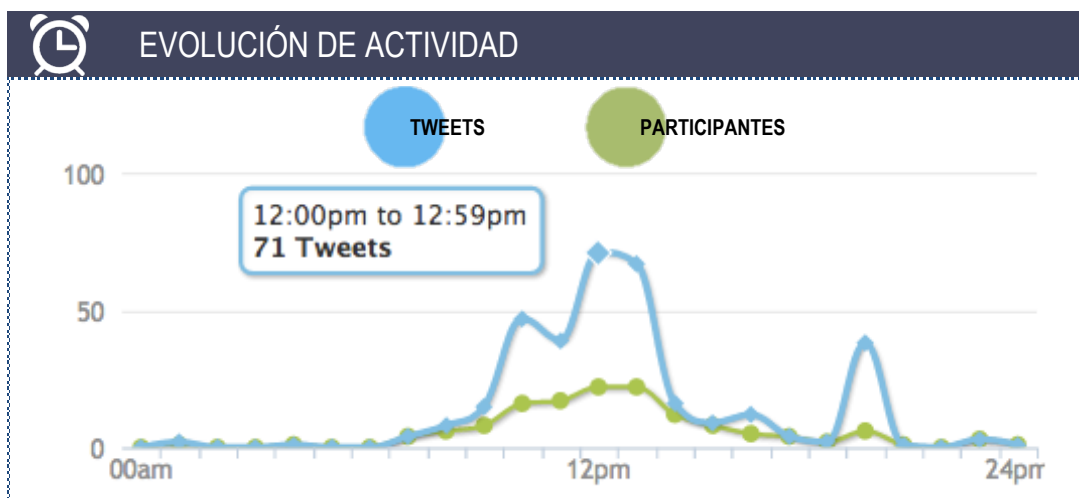 EVOLUCIÓN DE ACTIVIDAD
TWEETS
PARTICIPANTES
100
12:00pm to 12:59pm
71 Tweets
50
0
00am
12pm
24pm